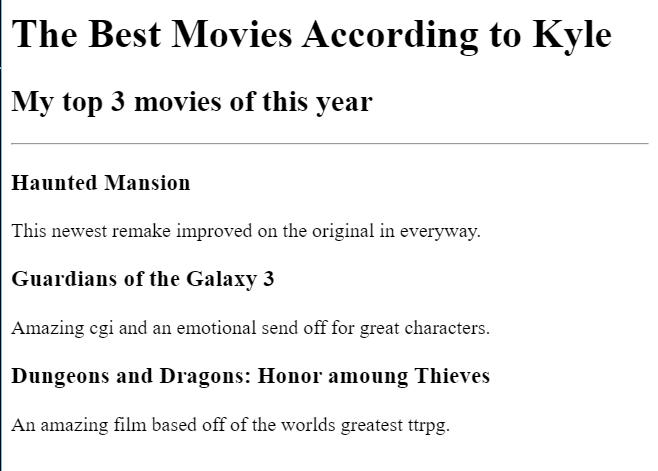 The Best Movies According to Kyle
My top 3 movies of this year
Haunted Mansion
This newest remake improved on the original in everyway.
Guardians of the Galaxy 3
Amazing cgi and an emotional send off for great characters.
Dungeons and Dragons: Honor amoung Thieves
An amazing film based off of the worlds greatest ttrpg.